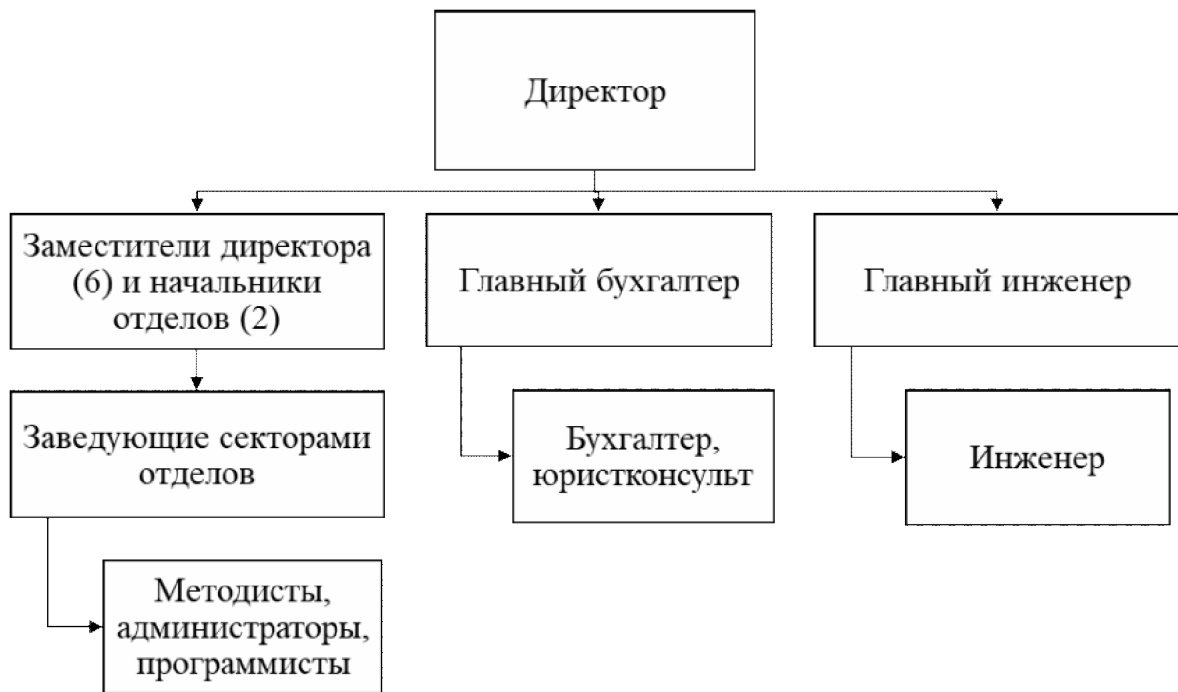 Директор
Заместители директора
(6) и начальники
отделов (2)
Главный бухгалтер
Главный инженер
Заведующие секторами
отделов
Бухгалтер,
юристконсульт
Инженер
Методисты,
администраторы,
программисты